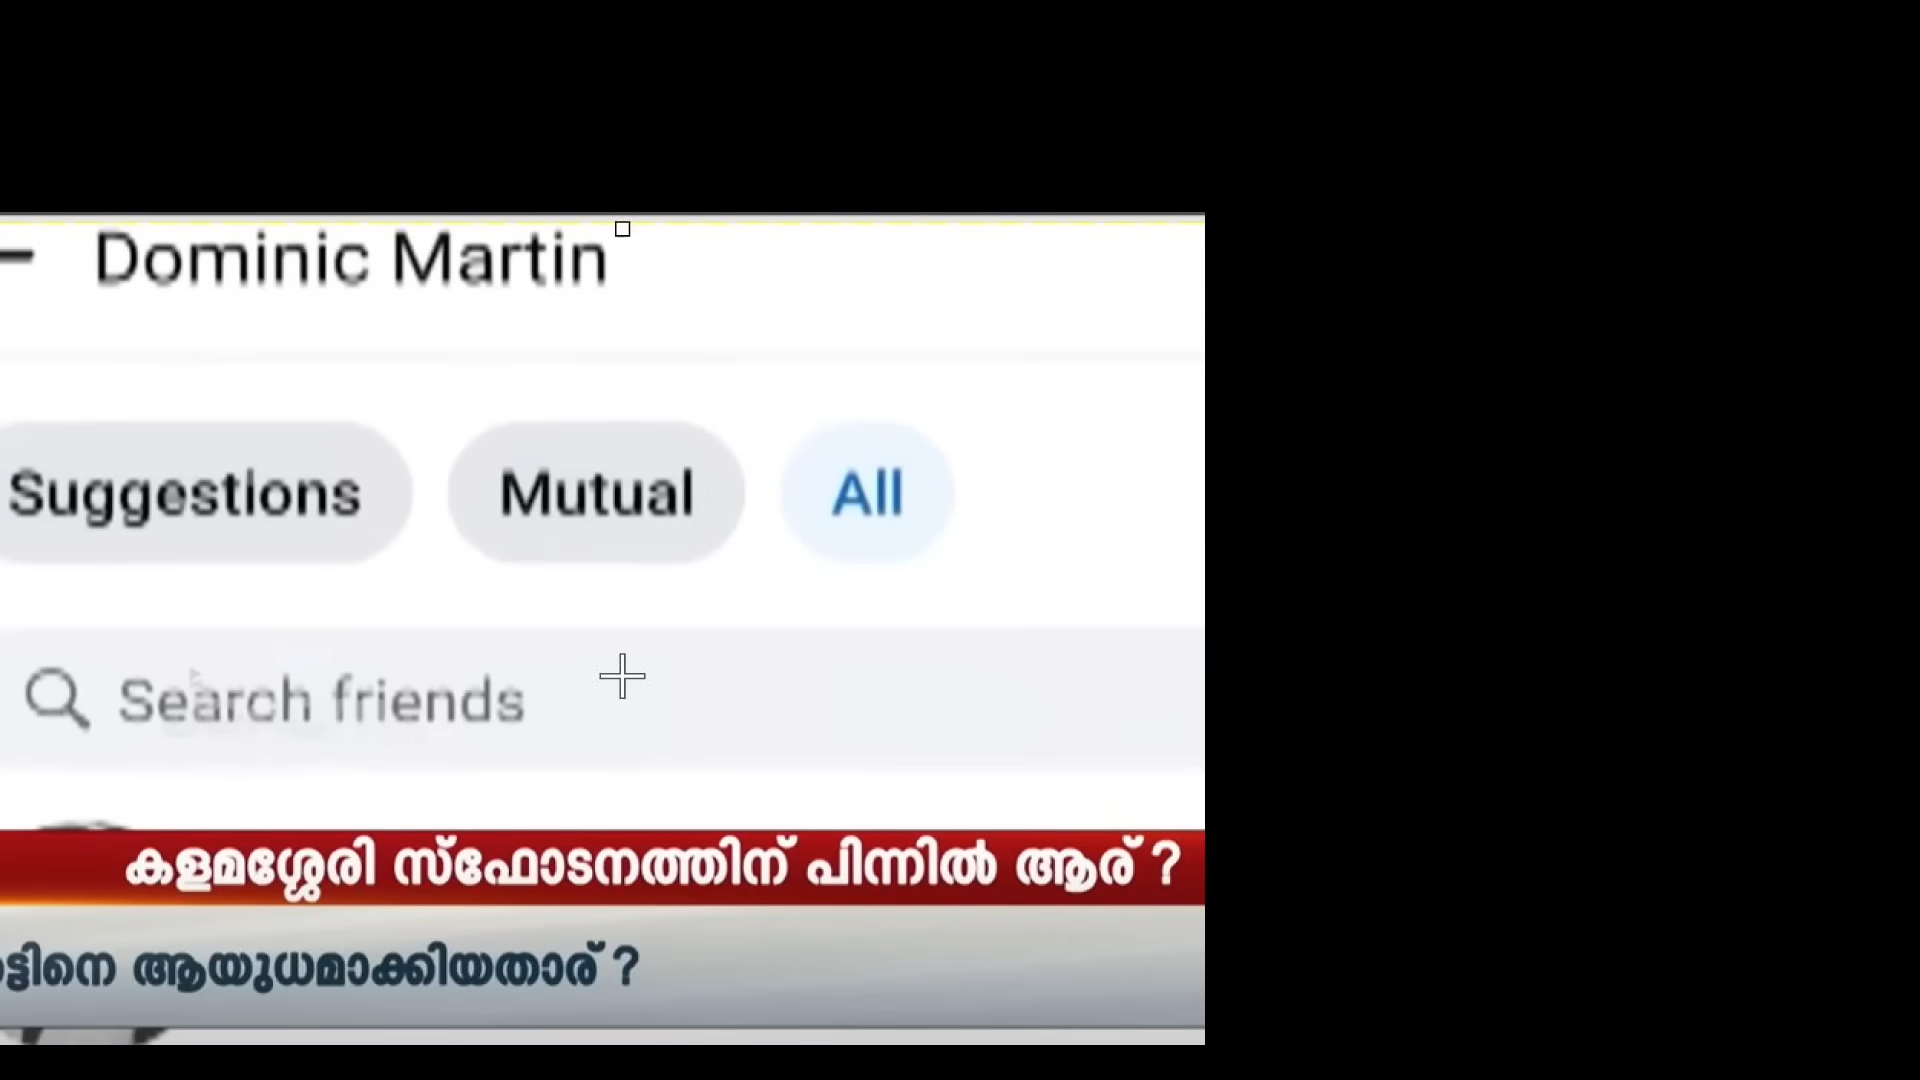 Dominic Martin
Suggestions Mutual All
Search friends
കളമശ്ശേരി സ്ഫോടനത്തിന് പിന്നിൽ ആര് ?
ആയുധമാക്കിയതാര് ?